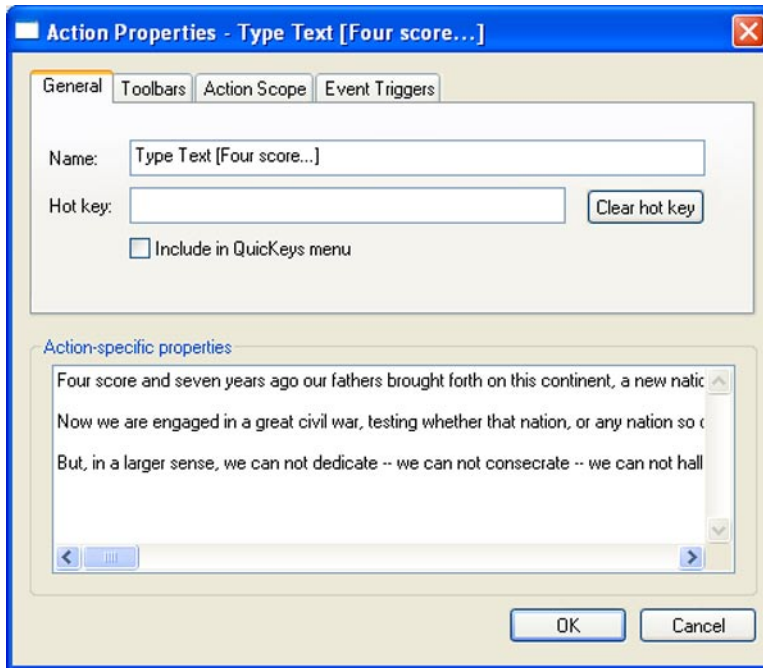 Action Properties - Type Text [Four score...]
General Toolbars Action Scope Event Triggers
Name: Type Text [Four score...]
Hot key: Clear hot key
Include in QuicKeys menu
Action-specific properties
Four score and seven years ago our fathers brought forth on this continent, a new natic
Now we are engaged in a great civil war, testing whether that nation, or any nation so c
But, in a larger sense, we can not dedicate -- we can not consecrate -- we can not hall
OK Cancel